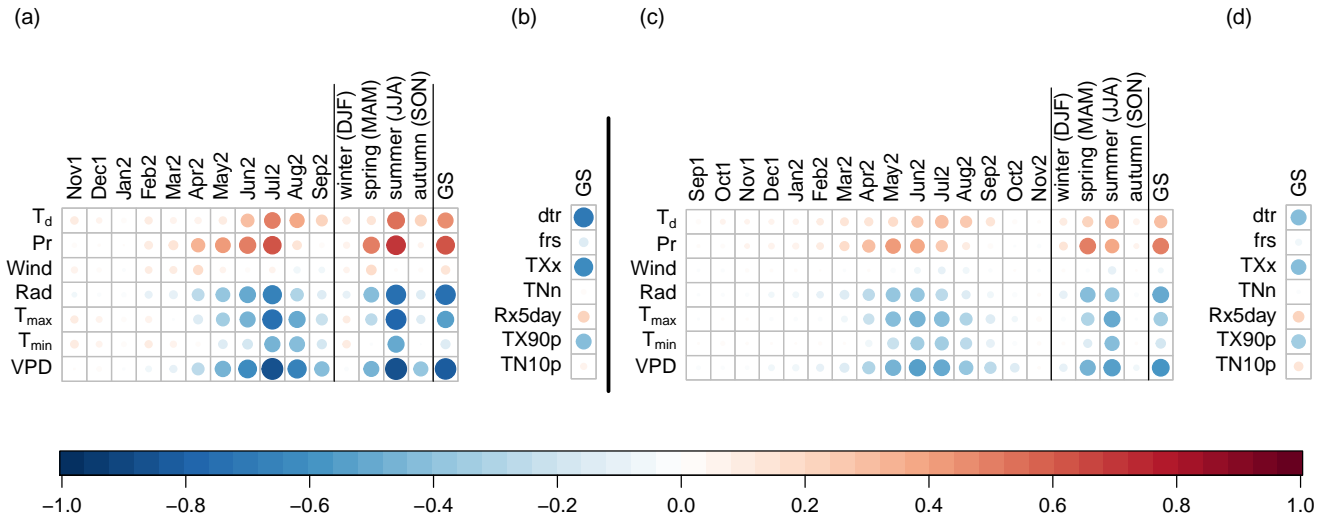 (a)
(b)
(c)
(d)
Nov1 Dec1 Jan2 Feb2 Mar2 Apr2 May2 Jun2 Jul2 Aug2 Sep2 winter (DJF) spring (MAM) summer (JJA) autumn (SON) GS
Td
Pr
Wind
Rad
Tmax
Tmin
VPD
GS
dtr
frs
TXx
TNn
Rx5day
TX90p
TN10p
Sep1 Oct1 Nov1 Dec1 Jan2 Feb2 Mar2 Apr2 May2 Jun2 Jul2 Aug2 Sep2 Oct2 Nov2 winter (DJF) spring (MAM) summer (JJA) autumn (SON) GS
Td
Pr
Wind
Rad
Tmax
Tmin
VPD
GS
dtr
frs
TXx
TNn
Rx5day
TX90p
TN10p
−1.0 −0.8 −0.6 −0.4 −0.2 0.0 0.2 0.4 0.6 0.8 1.0